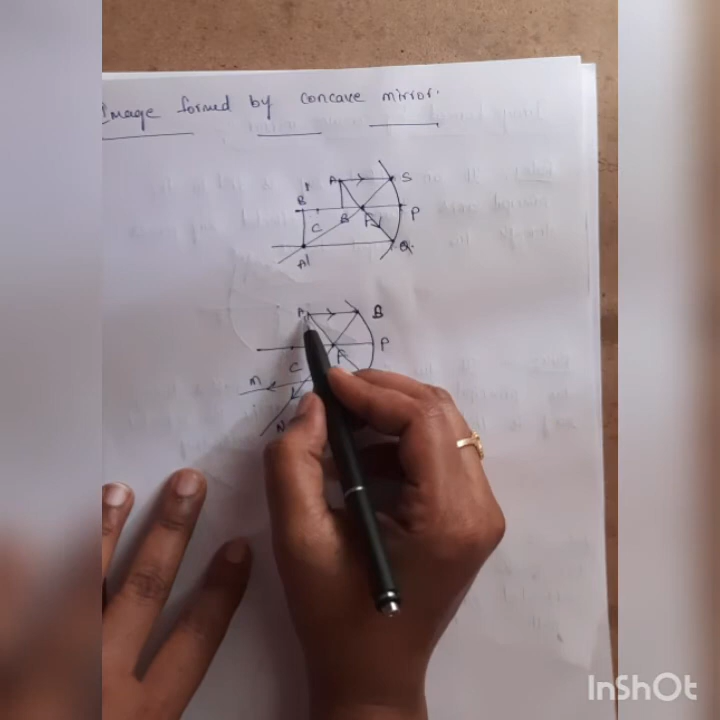 Image formed by concave mirror.
A S
B' P
C B F
A' Q.
A B
P
C F
M
N
InShOt